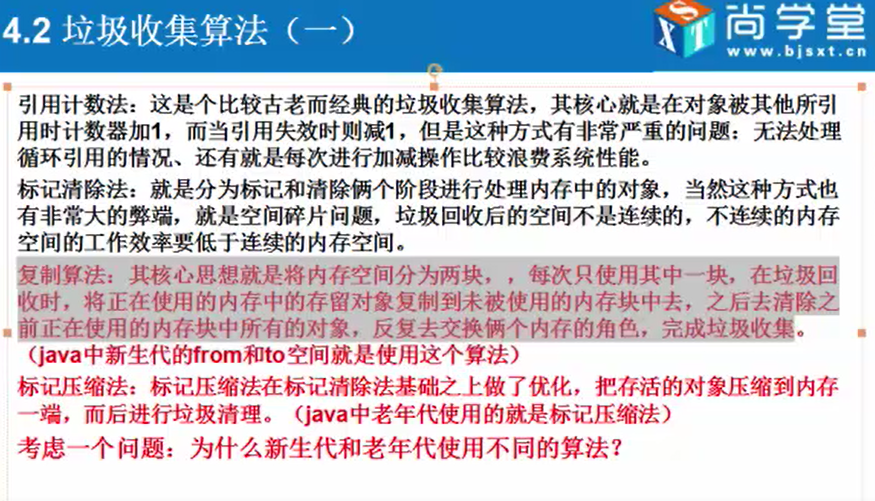 4.2 垃圾收集算法（一）
SXT 尚学堂
www.bjsxt.cn
引用计数法：这是个比较古老而经典的垃圾收集算法，其核心就是在对象被其他所引
用时计数器加1，而当引用失效时则减1，但是这种方式有非常严重的问题：无法处理
循环引用的情况、还有就是每次进行加减操作比较浪费系统性能。
标记清除法：就是分为标记和清除俩个阶段进行处理内存中的对象，当然这种方式也
有非常大的弊端，就是空间碎片问题，垃圾回收后的空间不是连续的，不连续的内存
空间的工作效率要低于连续的内存空间。
复制算法：其核心思想就是将内存空间分为两块，，每次只使用其中一块，在垃圾回
收时，将正在使用的内存中的存留对象复制到未被使用的内存块中去，之后去清除之
前正在使用的内存块中所有的对象，反复去交换俩个内存的角色，完成垃圾收集。
（java中新生代的from和to空间就是使用这个算法）
标记压缩法：标记压缩法在标记清除法基础之上做了优化，把存活的对象压缩到内存
一端，而后进行垃圾清理。（java中老年代使用的就是标记压缩法）
考虑一个问题：为什么新生代和老年代使用不同的算法？